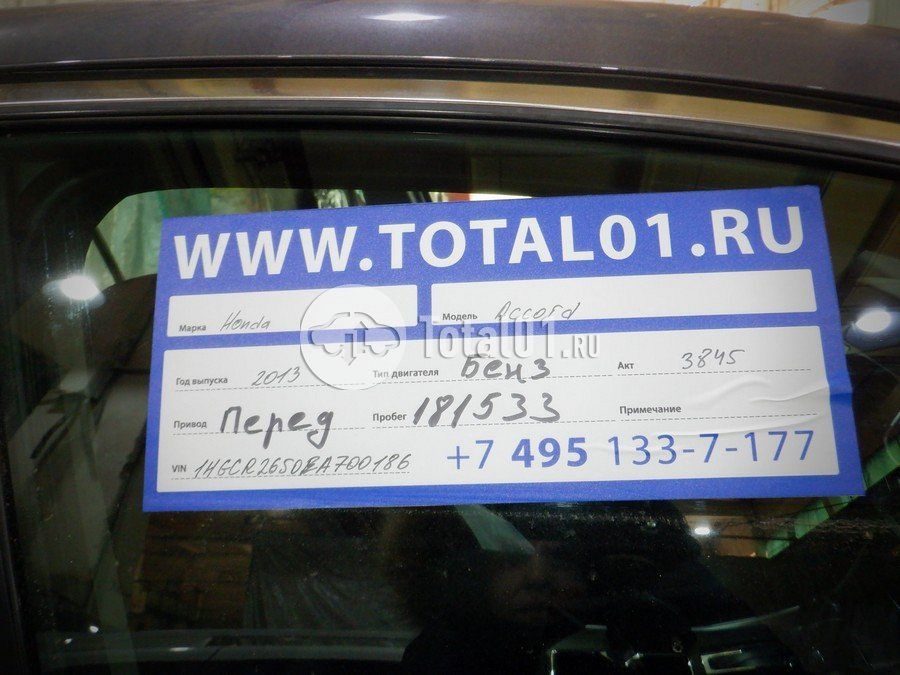 WWW.TOTAL01.RU
Марка Honda Модель Accord
Total01.RU
Год выпуска 2013 Тип двигателя Бенз Акт 3845
Привод Перед Пробег 181533 Примечание
VIN +7 495 133-7-177